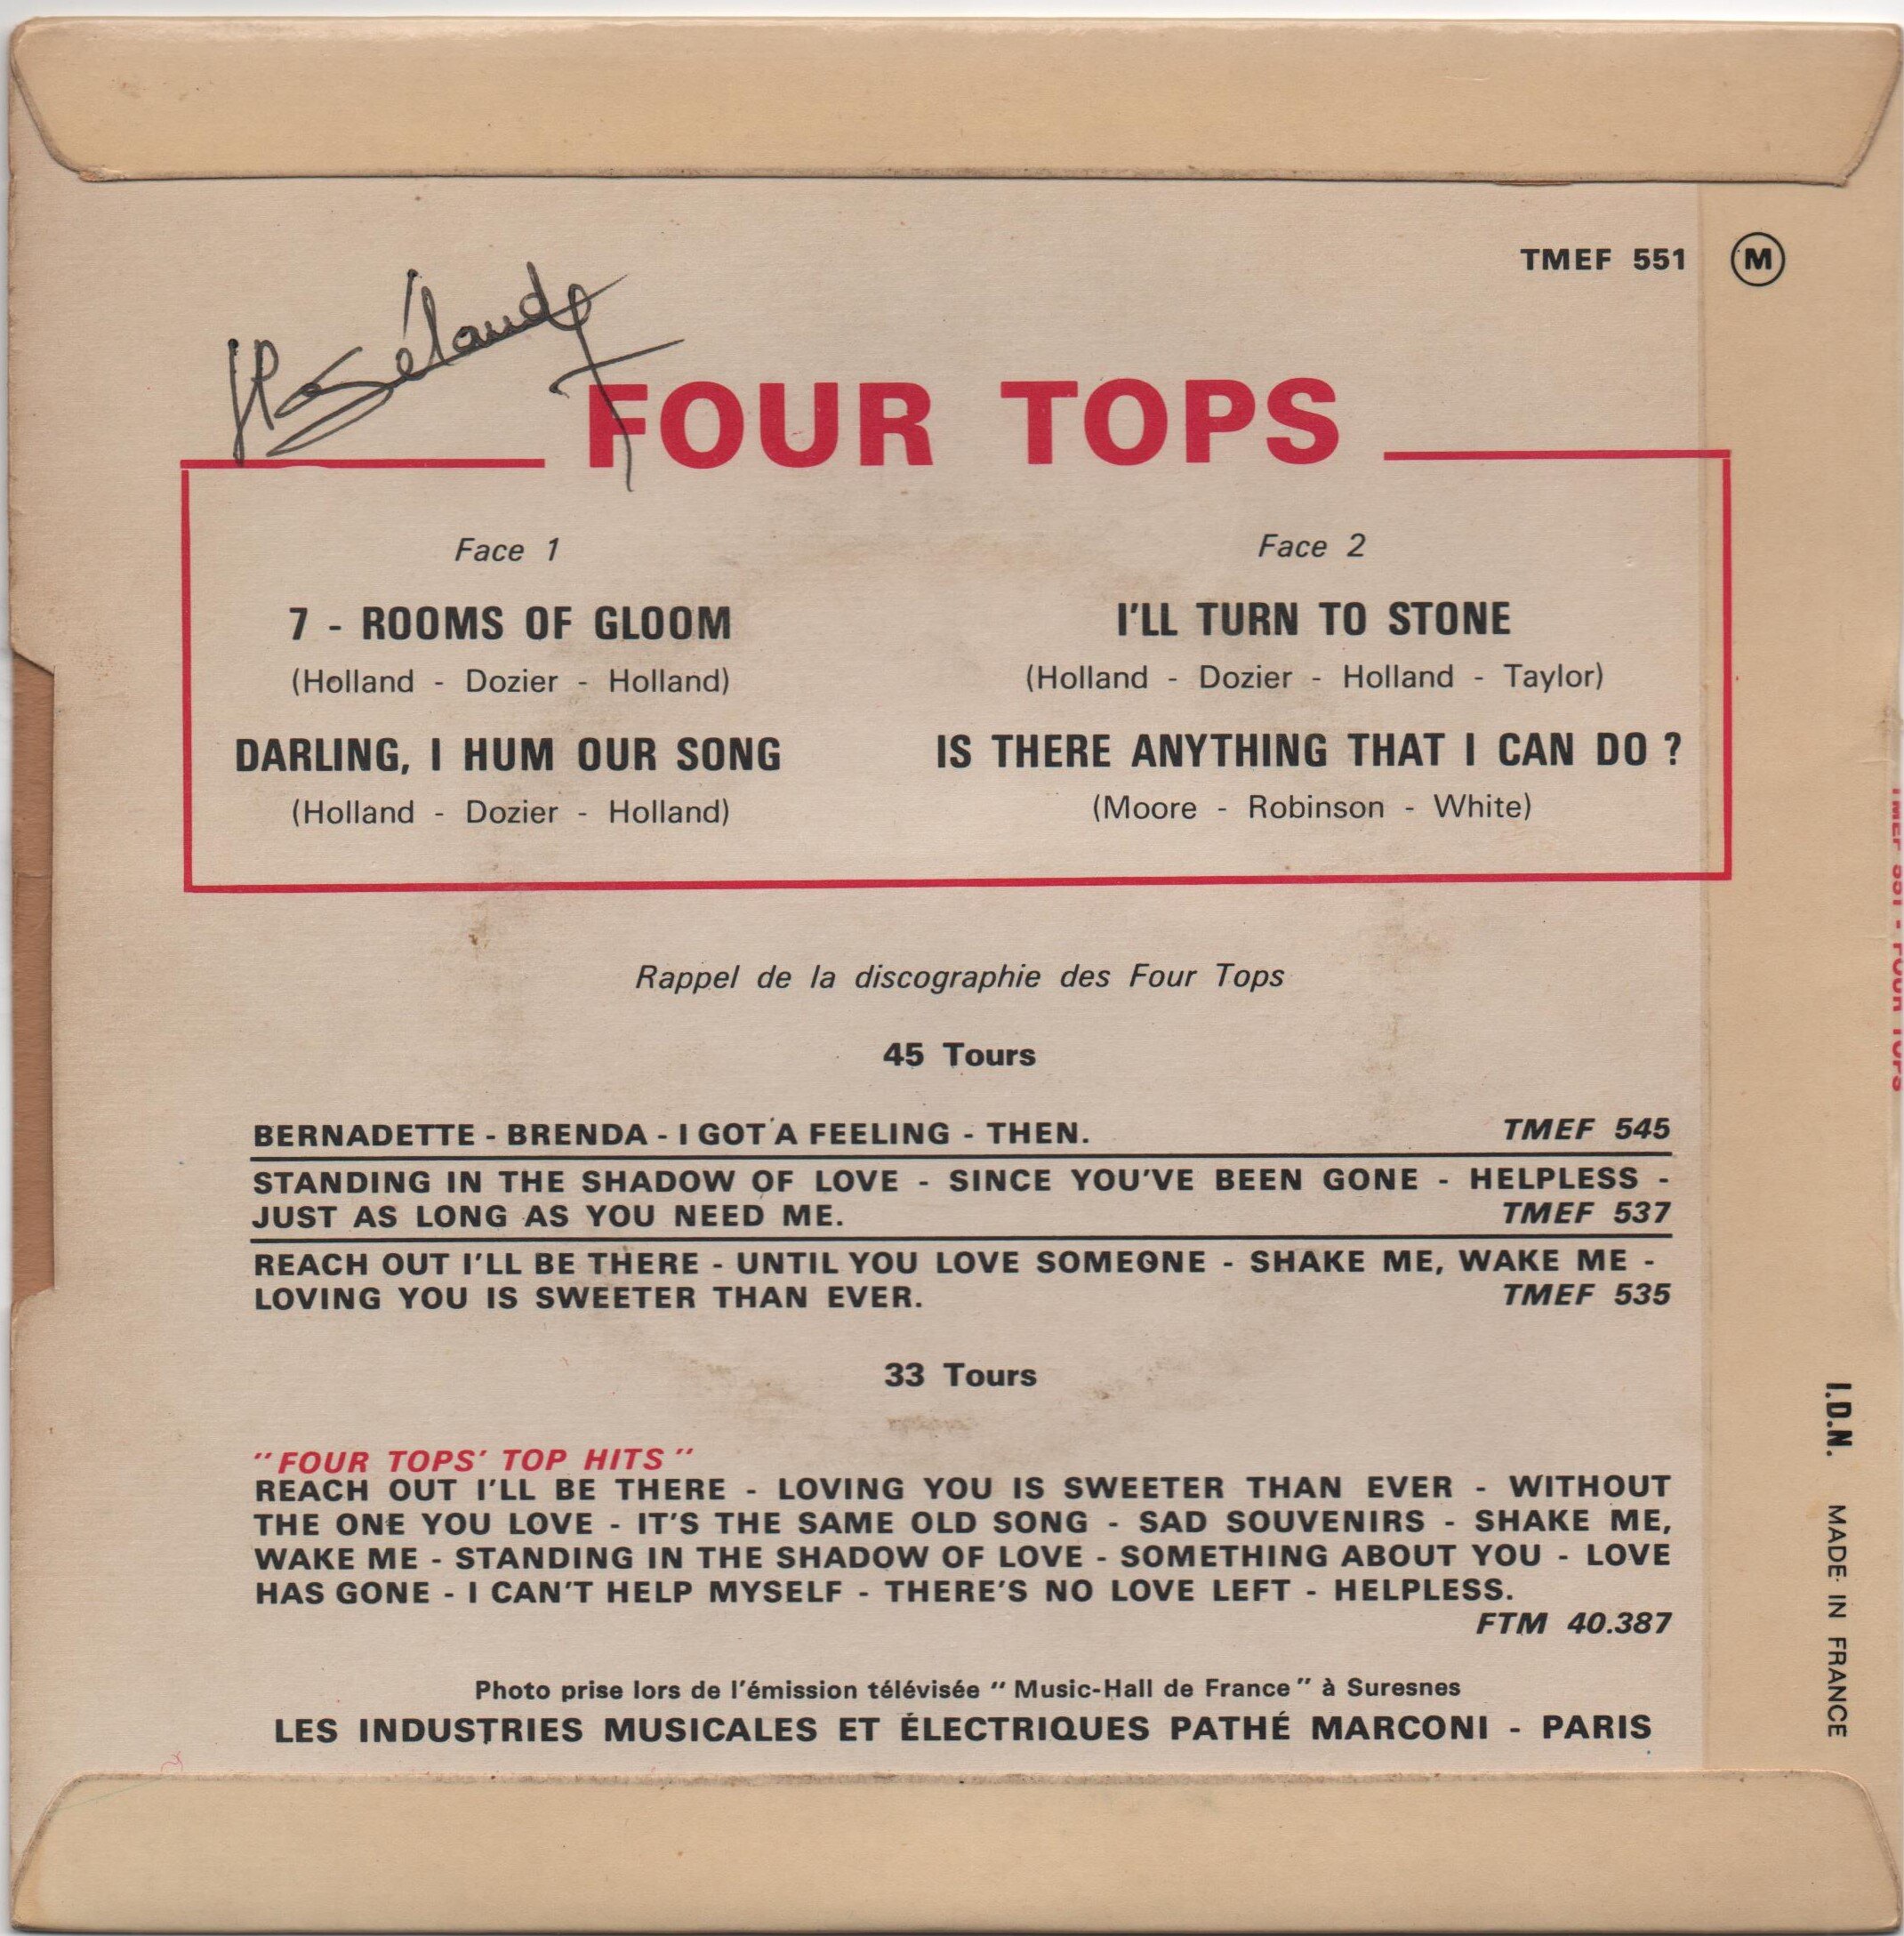 TMEF 551 M
FOUR TOPS
Face 1
7 - ROOMS OF GLOOM
(Holland - Dozier - Holland)
DARLING, I HUM OUR SONG
(Holland - Dozier - Holland)
Face 2
I'LL TURN TO STONE
(Holland - Dozier - Holland - Taylor)
IS THERE ANYTHING THAT I CAN DO ?
(Moore - Robinson - White)
Rappel de la discographie des Four Tops
45 Tours
BERNADETTE - BRENDA - I GOT A FEELING - THEN. TMEF 545
STANDING IN THE SHADOW OF LOVE - SINCE YOU'VE BEEN GONE - HELPLESS -
JUST AS LONG AS YOU NEED ME. TMEF 537
REACH OUT I'LL BE THERE - UNTIL YOU LOVE SOMEONE - SHAKE ME, WAKE ME -
LOVING YOU IS SWEETER THAN EVER. TMEF 535
33 Tours
"FOUR TOPS' TOP HITS"
REACH OUT I'LL BE THERE - LOVING YOU IS SWEETER THAN EVER - WITHOUT
THE ONE YOU LOVE - IT'S THE SAME OLD SONG - SAD SOUVENIRS - SHAKE ME,
WAKE ME - STANDING IN THE SHADOW OF LOVE - SOMETHING ABOUT YOU - LOVE
HAS GONE - I CAN'T HELP MYSELF - THERE'S NO LOVE LEFT - HELPLESS.
FTM 40.387
Photo prise lors de l'émission télévisée "Music-Hall de France" à Suresnes
LES INDUSTRIES MUSICALES ET ÉLECTRIQUES PATHÉ MARCONI - PARIS
I.D.N. MADE IN FRANCE
TMEF 551 - FOUR TOPS